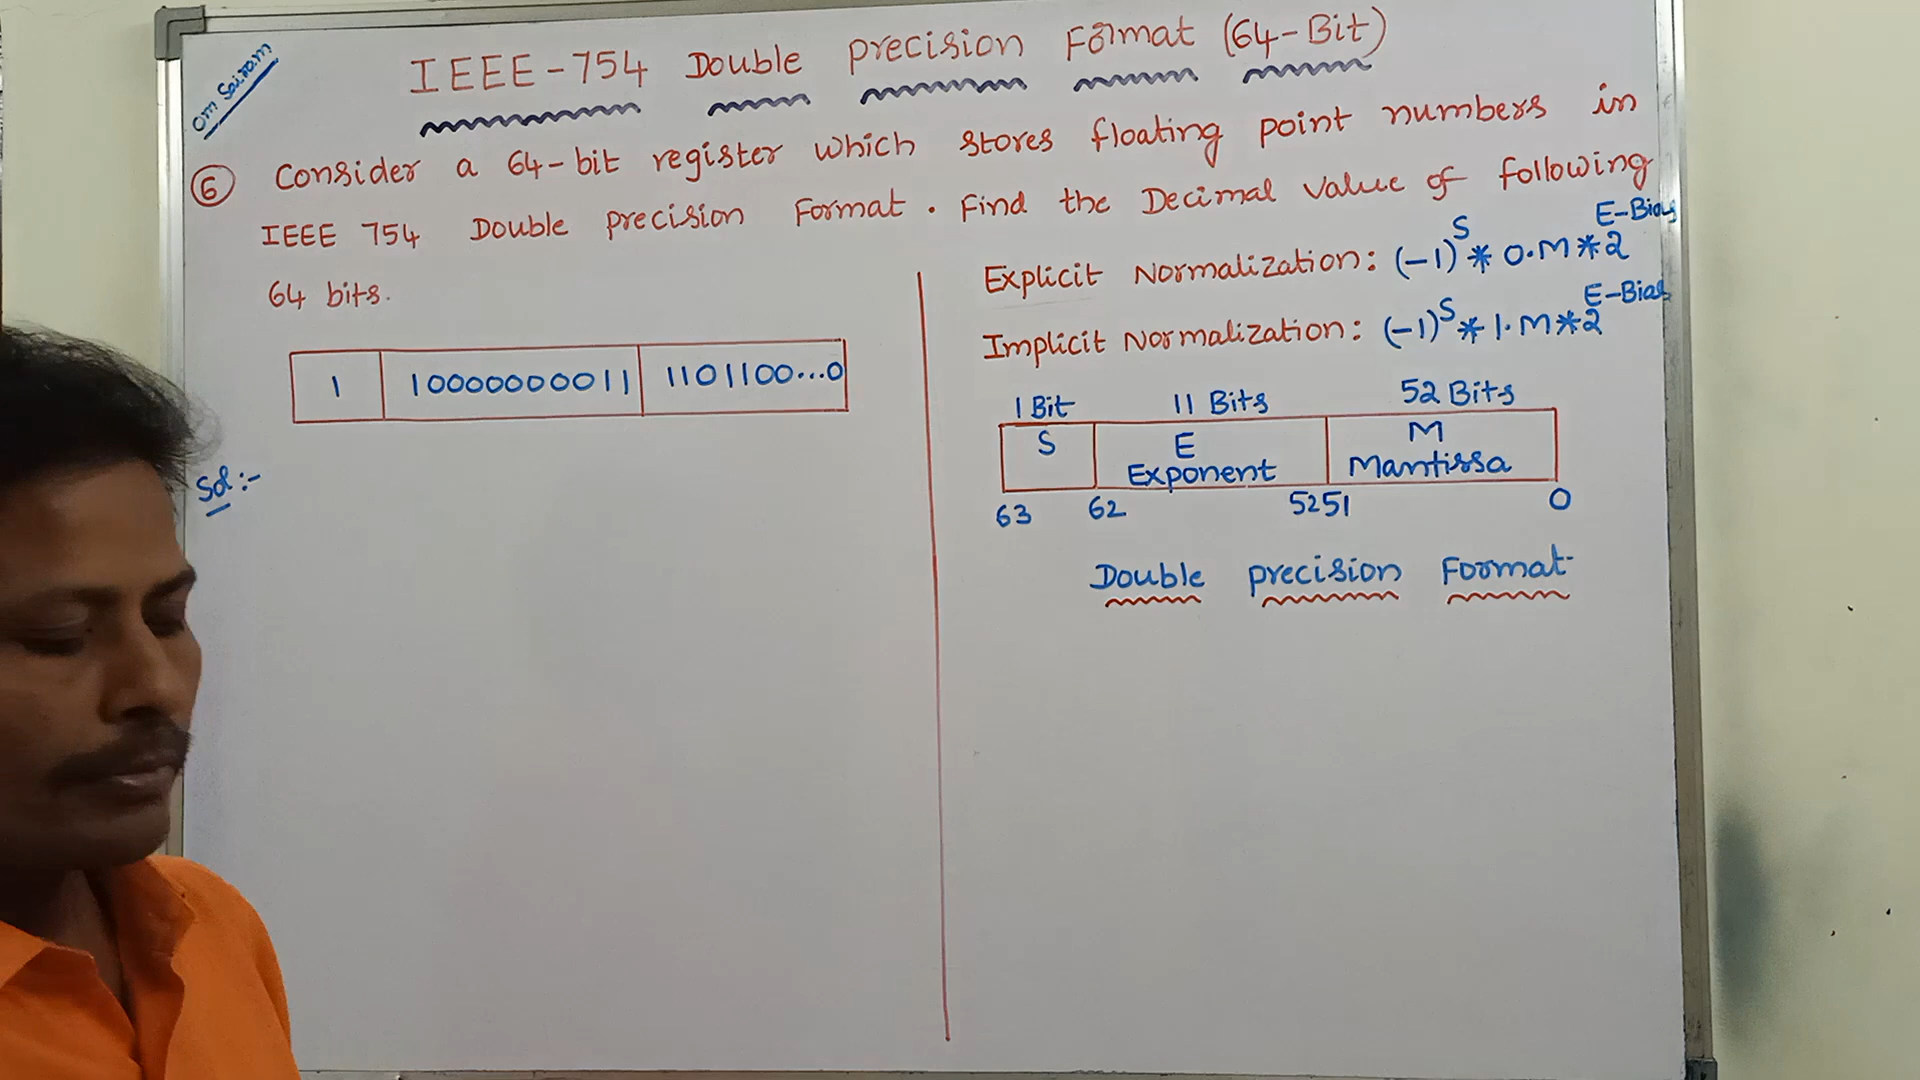 Om Sairam
IEEE-754 Double precision Format (64-Bit)
6 Consider a 64-bit register which stores floating point numbers in
IEEE 754 Double precision Format. Find the Decimal value of following
64 bits.
1 10000000011 1101100...0
Sol:-
Explicit Normalization: (-1)^S * 0.M * 2^E-Bias
Implicit Normalization: (-1)^S * 1.M * 2^E-Bias
1 Bit 11 Bits 52 Bits
S E M
Exponent Mantissa
63 62 52 51 0
Double precision Format